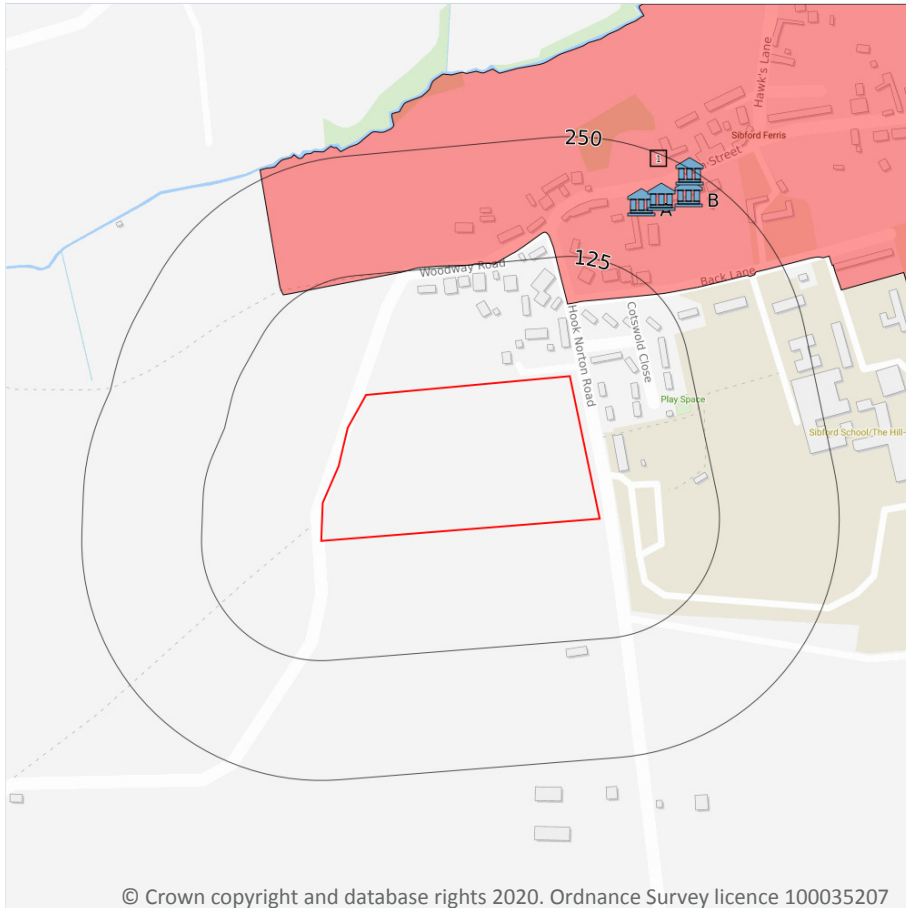 Hawk's Lane
Sibford Ferris
250
1
Street
A
B
125
Woodway Road
Back Lane
Hook Norton Road
Cotswold Close
Play Space
Sibford School/The Hill-
© Crown copyright and database rights 2020. Ordnance Survey licence 100035207